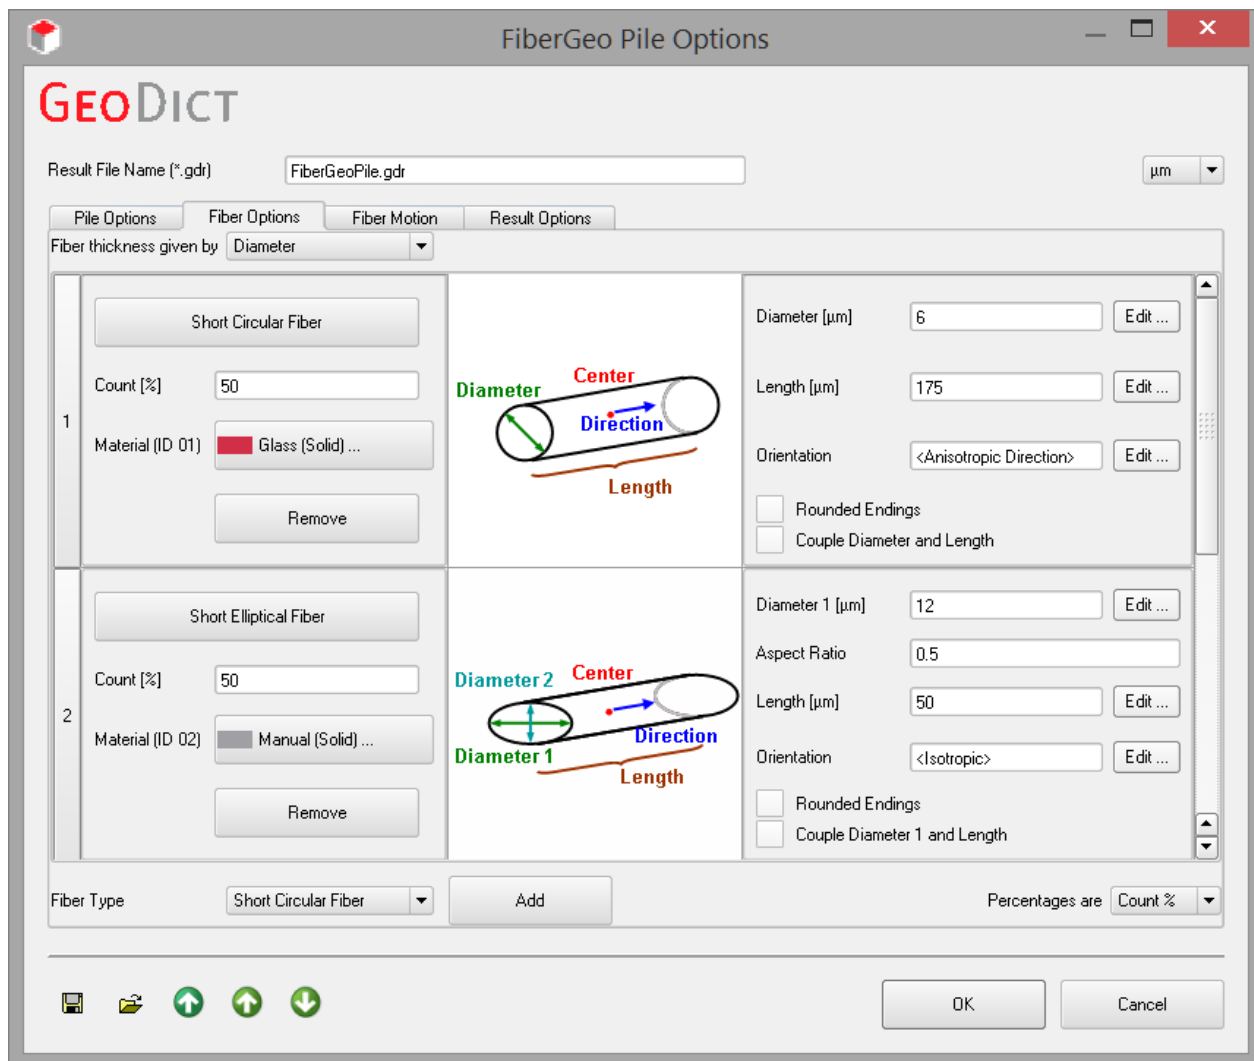 FiberGeo Pile Options
GEODICT
Result File Name (*.gdr) FiberGeoPile.gdr µm
Pile Options Fiber Options Fiber Motion Result Options
Fiber thickness given by Diameter
1
Short Circular Fiber
Count [%] 50
Material (ID 01) Glass (Solid) ...
Remove
Diameter
Center
Direction
Length
Diameter [µm] 6 Edit ...
Length [µm] 175 Edit ...
Orientation <Anisotropic Direction> Edit ...
Rounded Endings
Couple Diameter and Length
2
Short Elliptical Fiber
Count [%] 50
Material (ID 02) Manual (Solid) ...
Remove
Diameter 2
Center
Direction
Diameter 1
Length
Diameter 1 [µm] 12 Edit ...
Aspect Ratio 0.5
Length [µm] 50 Edit ...
Orientation <Isotropic> Edit ...
Rounded Endings
Couple Diameter 1 and Length
Fiber Type Short Circular Fiber Add Percentages are Count %
OK Cancel